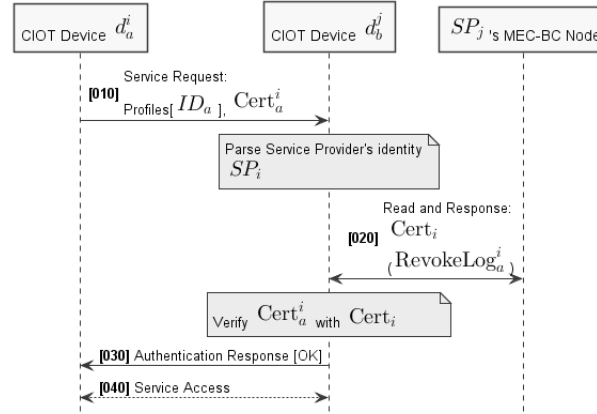 CIOT Device d_a^i
CIOT Device d_b^j
SP_j 's MEC-BC Node
Service Request:
[010]
Profiles[ ID_a ], Cert_a^i
Parse Service Provider's identity
SP_i
Read and Response:
[020] Cert_i
( RevokeLog_a^i )
Verify Cert_a^i with Cert_i
[030] Authentication Response [OK]
[040] Service Access